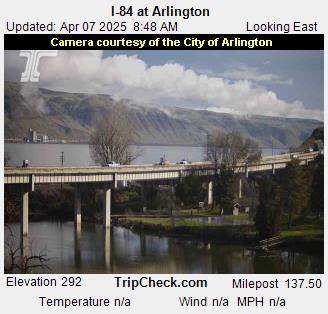 I-84 at Arlington
Updated: Apr 07 2025 8:48 AM Looking East
Camera courtesy of the City of Arlington
Elevation 292 TripCheck.com Milepost 137.50
Temperature n/a Wind n/a MPH n/a